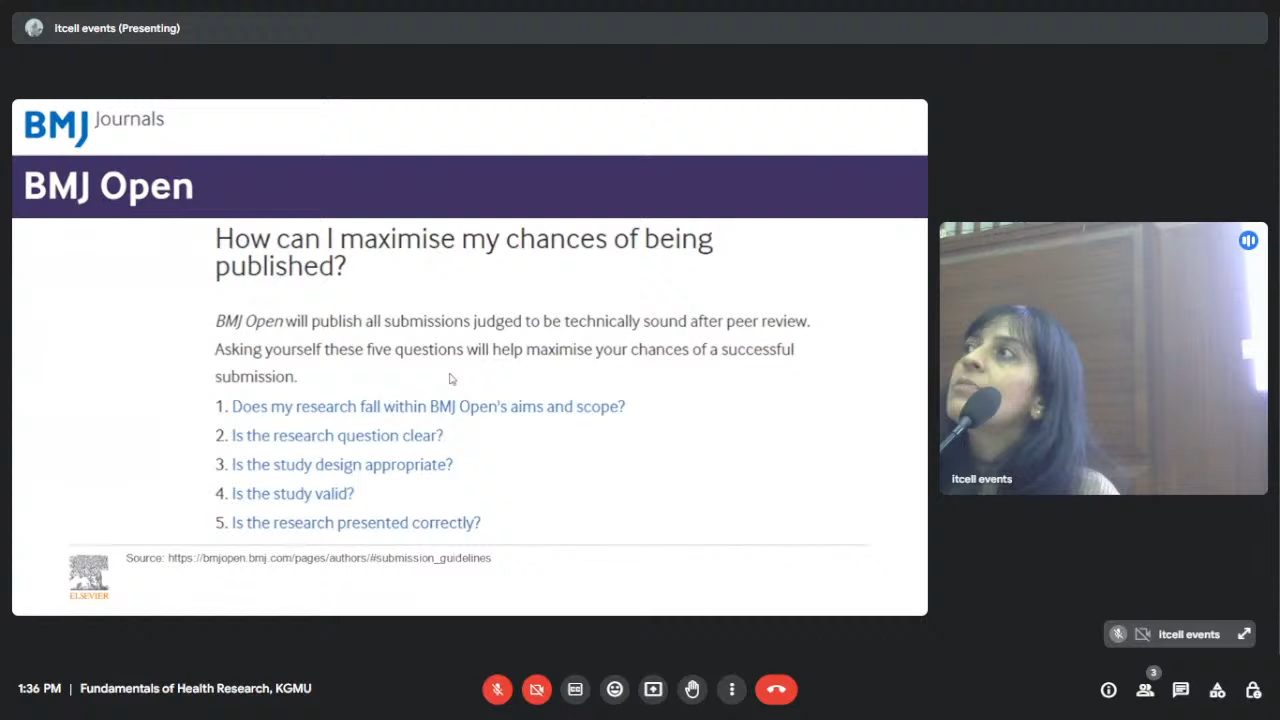 itcell events (Presenting)
BMJ Journals
BMJ Open
How can I maximise my chances of being
published?
BMJ Open will publish all submissions judged to be technically sound after peer review.
Asking yourself these five questions will help maximise your chances of a successful
submission.
1. Does my research fall within BMJ Open's aims and scope?
2. Is the research question clear?
3. Is the study design appropriate?
4. Is the study valid?
5. Is the research presented correctly?
Source: https://bmjopen.bmj.com/pages/authors/#submission_guidelines
ELSEVIER
itcell events
itcell events
1:36 PM | Fundamentals of Health Research, KGMU
3